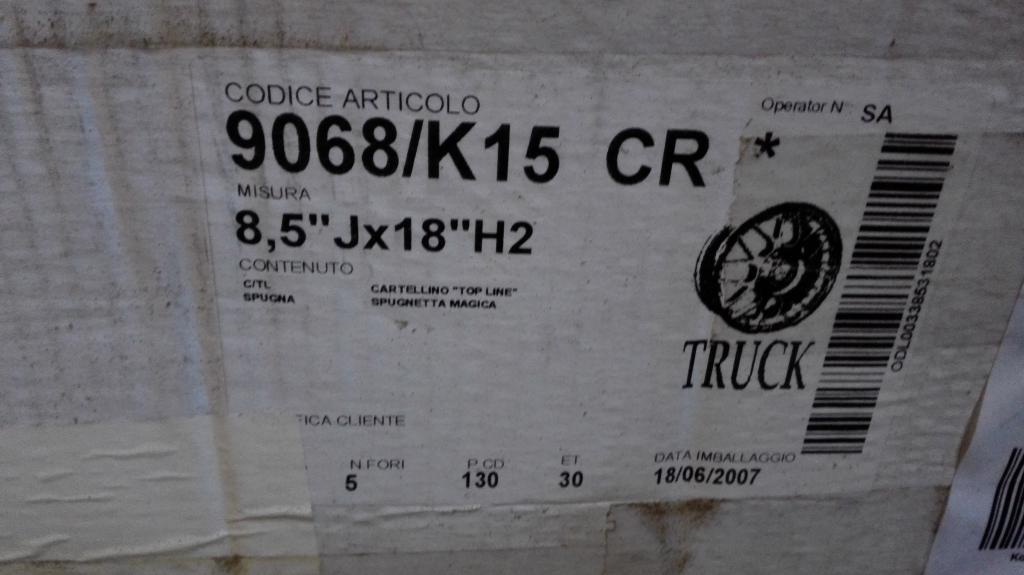 CODICE ARTICOLO
Operator N SA
9068/K15 CR *
MISURA
8,5"Jx18"H2
CONTENUTO
C/TL CARTELLINO "TOP LINE"
SPUGNA SPUGNETTA MAGICA
TRUCK
ODL00338631802
FICA CLIENTE
N FORI P CD ET DATA IMBALLAGGIO
5 130 30 18/06/2007